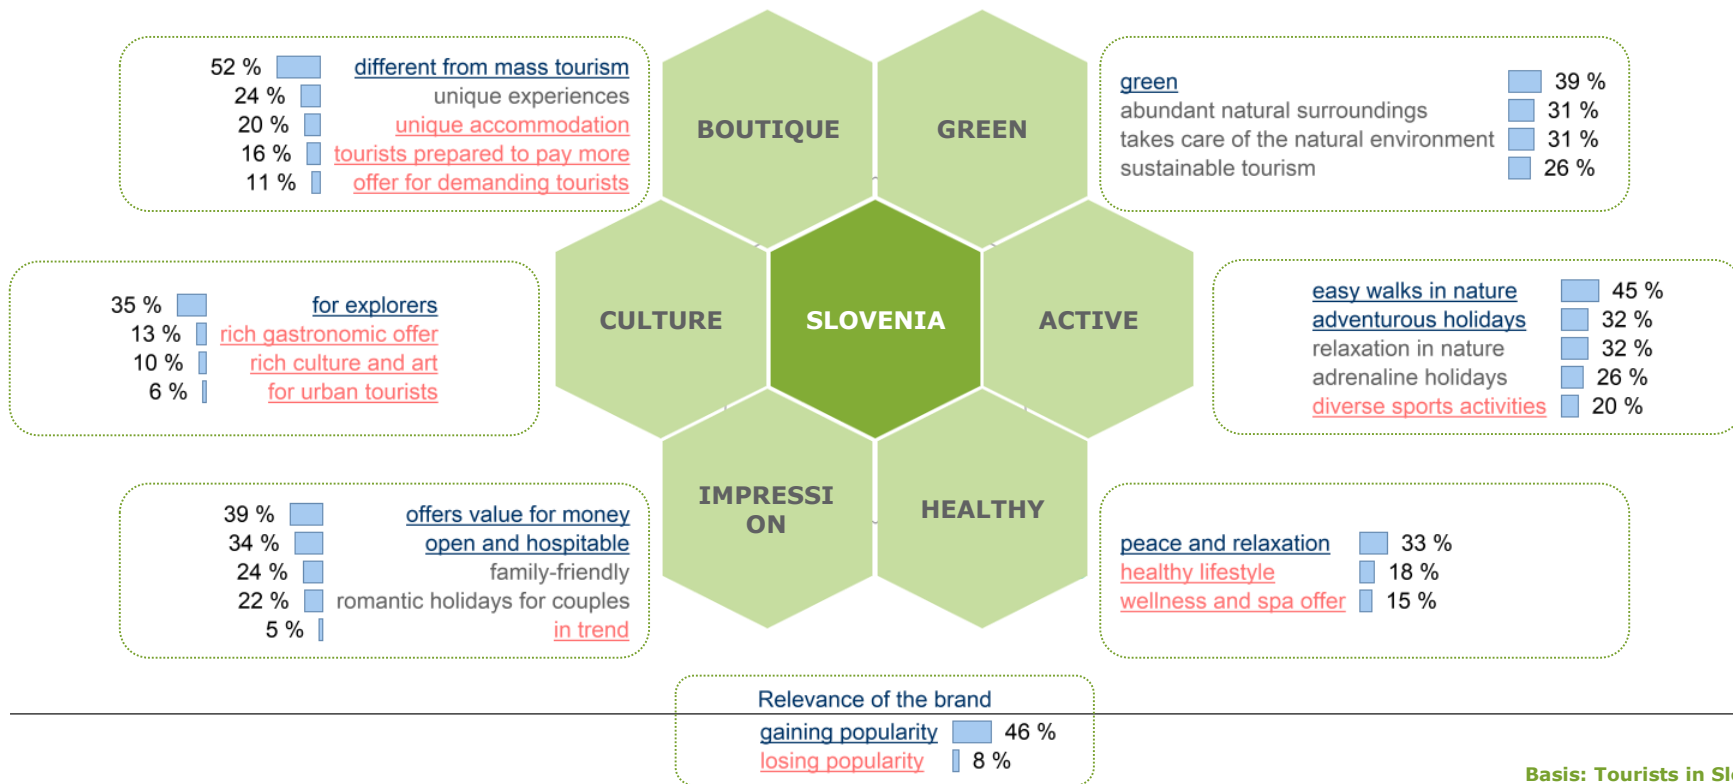 52 % different from mass tourism
24 % unique experiences
20 % unique accommodation
16 % tourists prepared to pay more
11 % offer for demanding tourists
BOUTIQUE
GREEN
green 39 %
abundant natural surroundings 31 %
takes care of the natural environment 31 %
sustainable tourism 26 %
35 % for explorers
13 % rich gastronomic offer
10 % rich culture and art
6 % for urban tourists
CULTURE
SLOVENIA
ACTIVE
easy walks in nature 45 %
adventurous holidays 32 %
relaxation in nature 32 %
adrenaline holidays 26 %
diverse sports activities 20 %
39 % offers value for money
34 % open and hospitable
24 % family-friendly
22 % romantic holidays for couples
5 % in trend
IMPRESSI
ON
HEALTHY
peace and relaxation 33 %
healthy lifestyle 18 %
wellness and spa offer 15 %
Relevance of the brand
gaining popularity 46 %
losing popularity 8 %
Basis: Tourists in